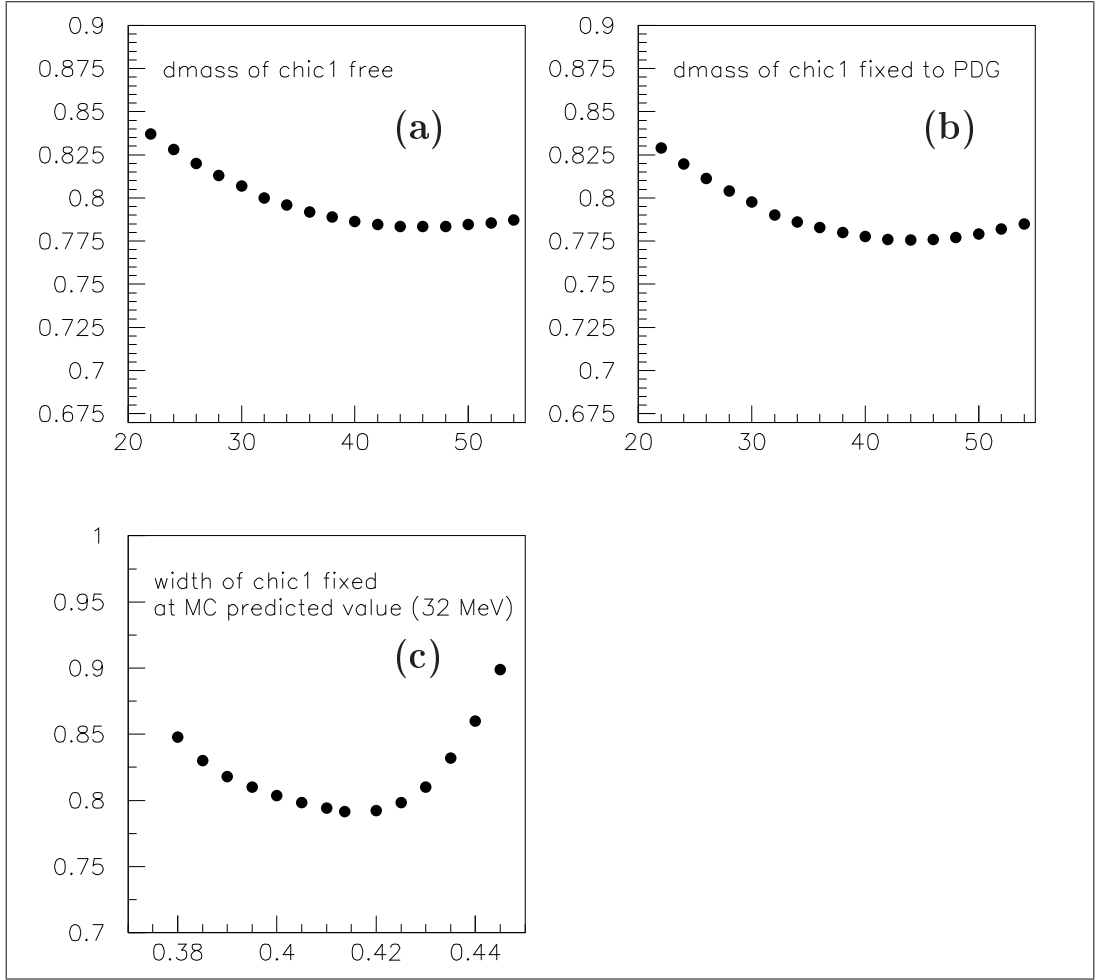 0.9
0.875
0.85
0.825
0.8
0.775
0.75
0.725
0.7
0.675
dmass of chic1 free
(a)
20 30 40 50
0.9
0.875
0.85
0.825
0.8
0.775
0.75
0.725
0.7
0.675
dmass of chic1 fixed to PDG
(b)
20 30 40 50
1
0.95
0.9
0.85
0.8
0.75
0.7
width of chic1 fixed
at MC predicted value (32 MeV)
(c)
0.38 0.4 0.42 0.44